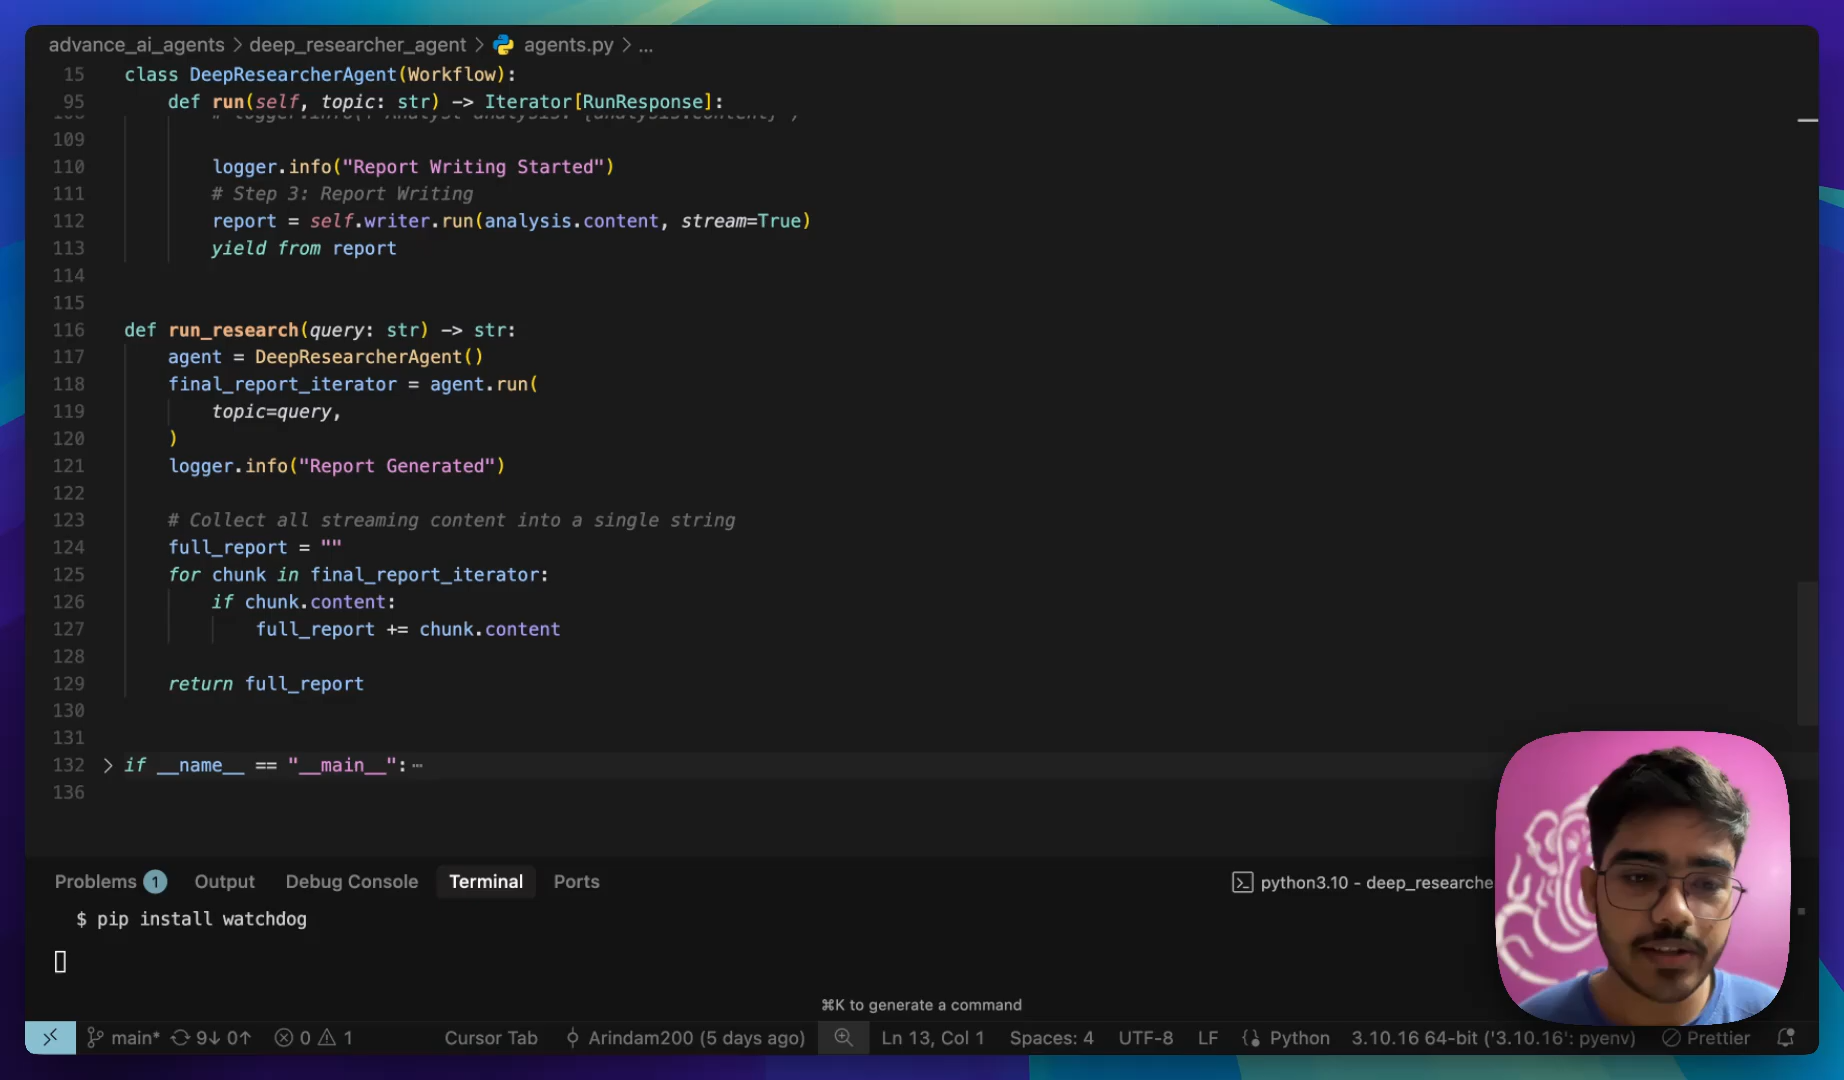 advance_ai_agents > deep_researcher_agent > agents.py > ...
15 class DeepResearcherAgent(Workflow):
95 def run(self, topic: str) -> Iterator[RunResponse]:
109
110 logger.info("Report Writing Started")
111 # Step 3: Report Writing
112 report = self.writer.run(analysis.content, stream=True)
113 yield from report
114
115
116 def run_research(query: str) -> str:
117 agent = DeepResearcherAgent()
118 final_report_iterator = agent.run(
119 topic=query,
120 )
121 logger.info("Report Generated")
122
123 # Collect all streaming content into a single string
124 full_report = ""
125 for chunk in final_report_iterator:
126 if chunk.content:
127 full_report += chunk.content
128
129 return full_report
130
131
132 > if __name__ == "__main__":⋯
136
Problems 1 Output Debug Console Terminal Ports python3.10 - deep_researche
$ pip install watchdog
⌘K to generate a command
main* 9↓ 0↑ 0 1 Cursor Tab Arindam200 (5 days ago) Ln 13, Col 1 Spaces: 4 UTF-8 LF Python 3.10.16 64-bit ('3.10.16': pyenv) Prettier